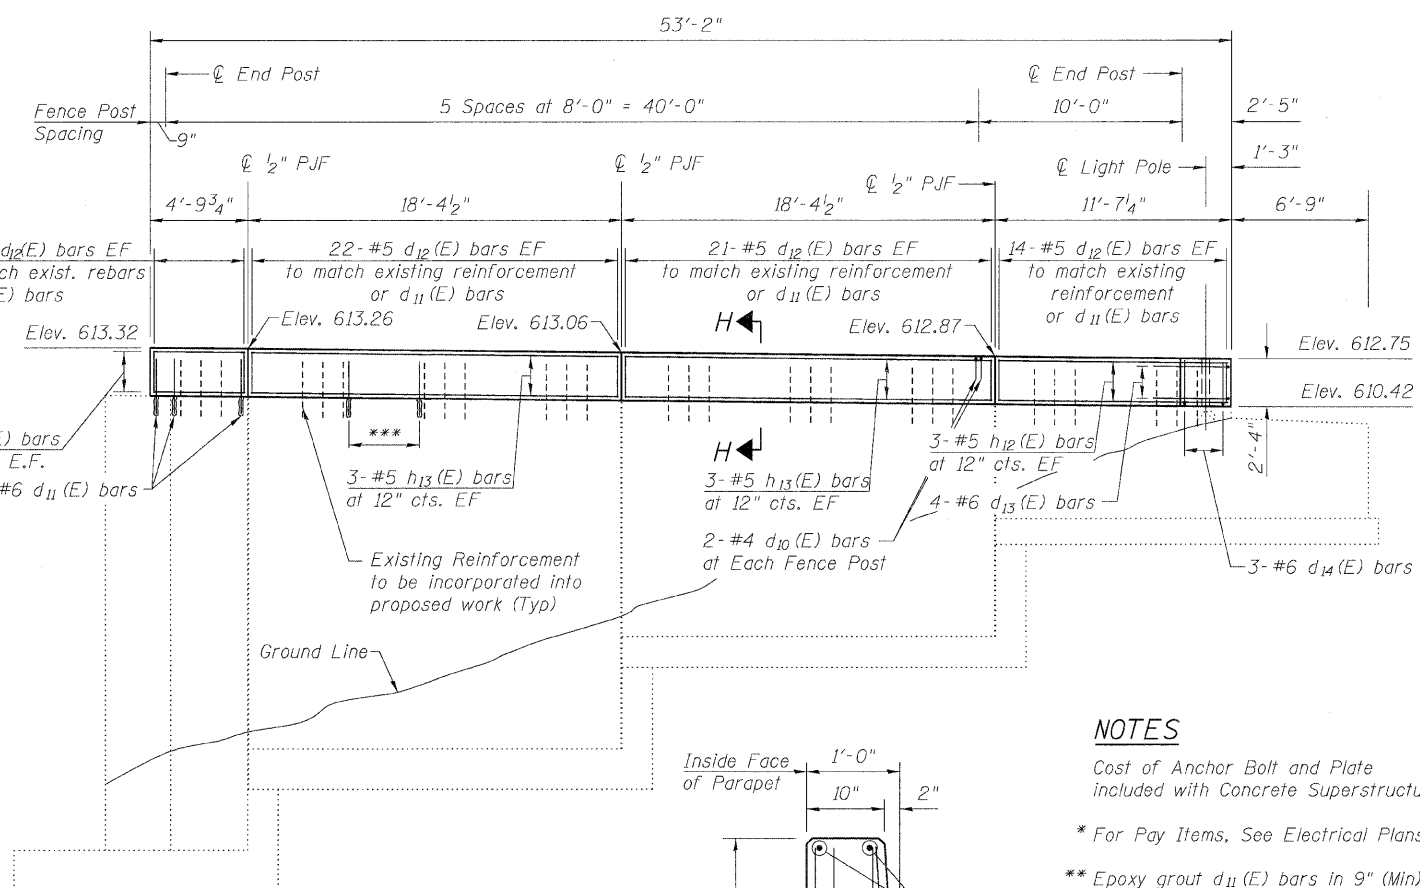 53'-2"
℄ End Post
℄ End Post
Fence Post
Spacing
5 Spaces at 8'-0" = 40'-0"
10'-0"
2'-5"
9"
1'-3"
℄ ½" PJF
℄ ½" PJF
℄ ½" PJF
℄ Light Pole
4'-9¾"
18'-4½"
18'-4½"
11'-7¼"
6'-9"
d12(E) bars EF
ch exist. rebars
E) bars
22-#5 d12(E) bars EF
to match existing reinforcement
or d11(E) bars
21-#5 d12(E) bars EF
to match existing reinforcement
or d11(E) bars
14-#5 d12(E) bars EF
to match existing
reinforcement
or d11(E) bars
Elev. 613.32
Elev. 613.26
Elev. 613.06
H
Elev. 612.87
Elev. 612.75
Elev. 610.42
E) bars
E.F.
#6 d11(E) bars
***
3-#5 h13(E) bars
at 12" cts. EF
H
3-#5 h13(E) bars
at 12" cts. EF
3-#5 h12(E) bars
at 12" cts. EF
2'-4"
4-#6 d13(E) bars
2-#4 d10(E) bars
at Each Fence Post
3-#6 d14(E) bars
Existing Reinforcement
to be incorporated into
proposed work (Typ)
Ground Line
Inside Face
of Parapet
1'-0"
10"
2"
NOTES
Cost of Anchor Bolt and Plate
included with Concrete Superstructu
* For Pay Items, See Electrical Plans
** Epoxy grout d11(E) bars in 9" (Min)